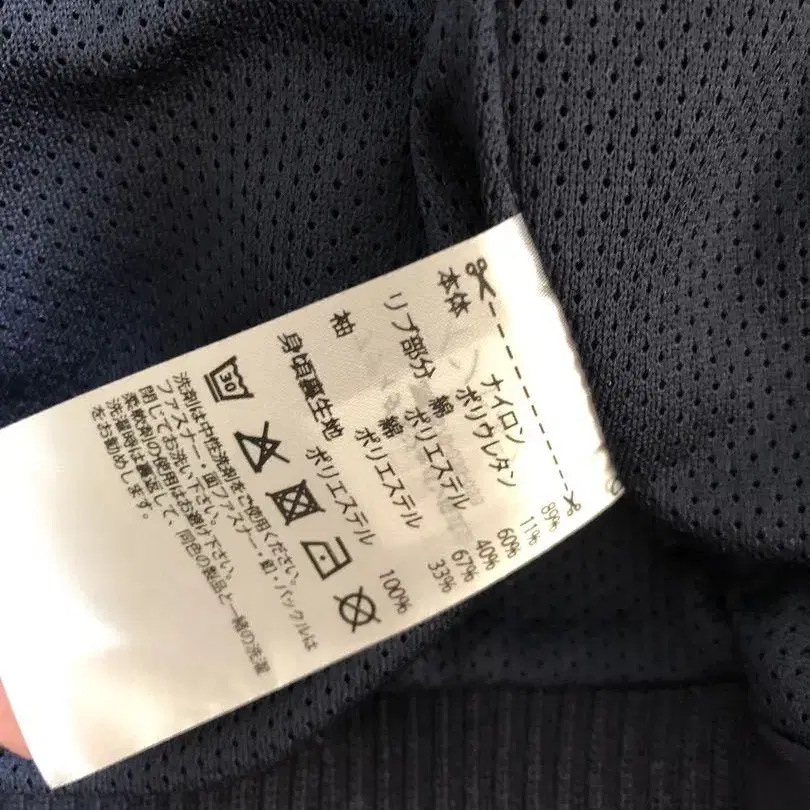 本体 ナイロン 89%
ポリウレタン 11%
リブ部分 綿 60%
ポリエステル 40%
袖 綿 67%
ポリエステル 33%
身頃裏生地 ポリエステル 100%
30
洗剤は中性洗剤をご使用ください。
ファスナー・面ファスナー・釦・バックルは
閉じてお洗い下さい。
柔軟剤の使用はお避け下さい。
洗濯時は裏返して、同色の製品と一緒の洗濯
をお勧めします。